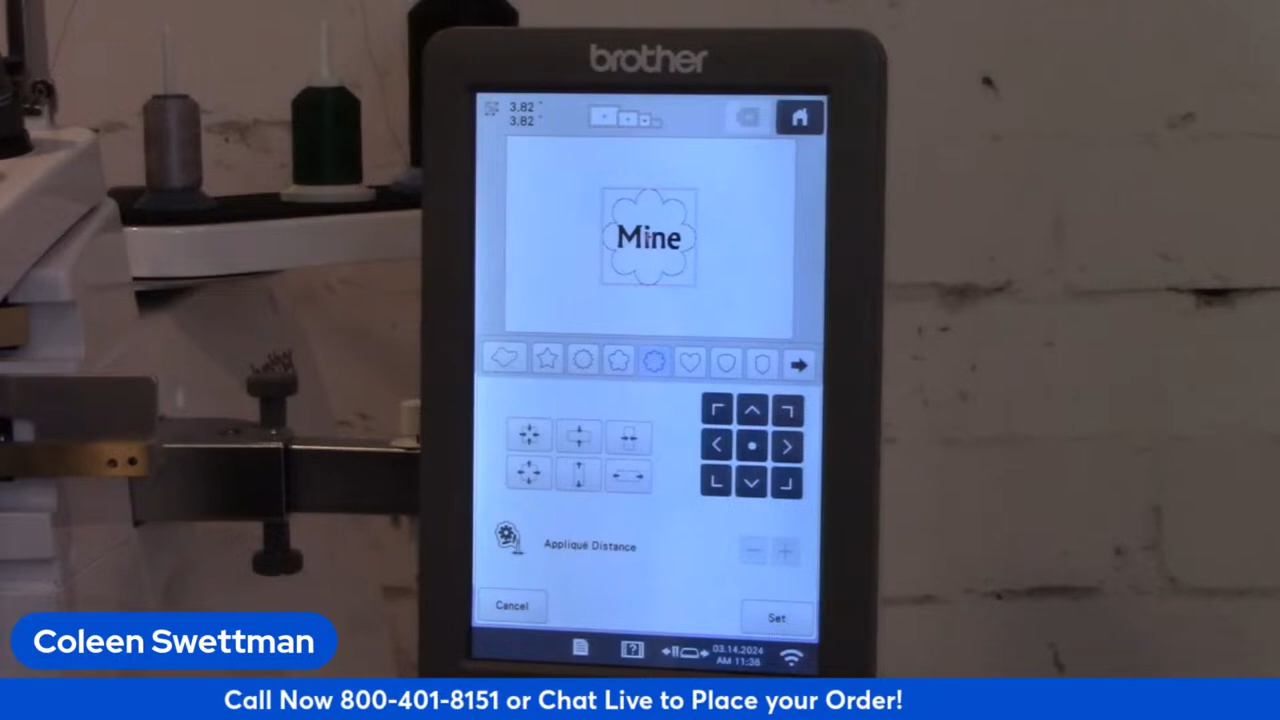 brother
3.82 "
3.82 "
Mine
Appliqué Distance
Cancel
Set
03.14.2024
AM 11:38
Coleen Swettman
Call Now 800-401-8151 or Chat Live to Place your Order!